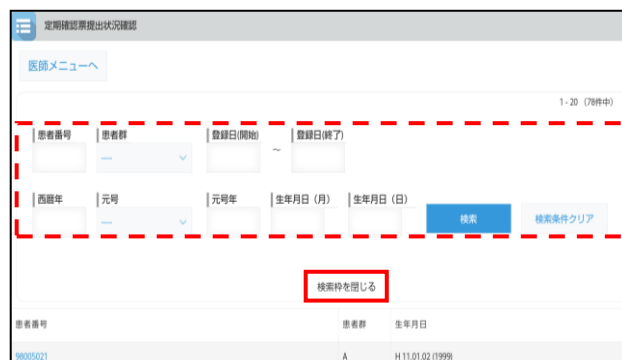 定期確認票提出状況確認
医師メニューへ
1 - 20 （78件中）
患者番号 患者群 登録日(開始) ～ 登録日(終了)
---
西暦年 元号 元号年 生年月日（月） 生年月日（日）
--- 検索 検索条件クリア
検索枠を閉じる
患者番号 患者群 生年月日
98005021 A H 11.01.02 (1999)